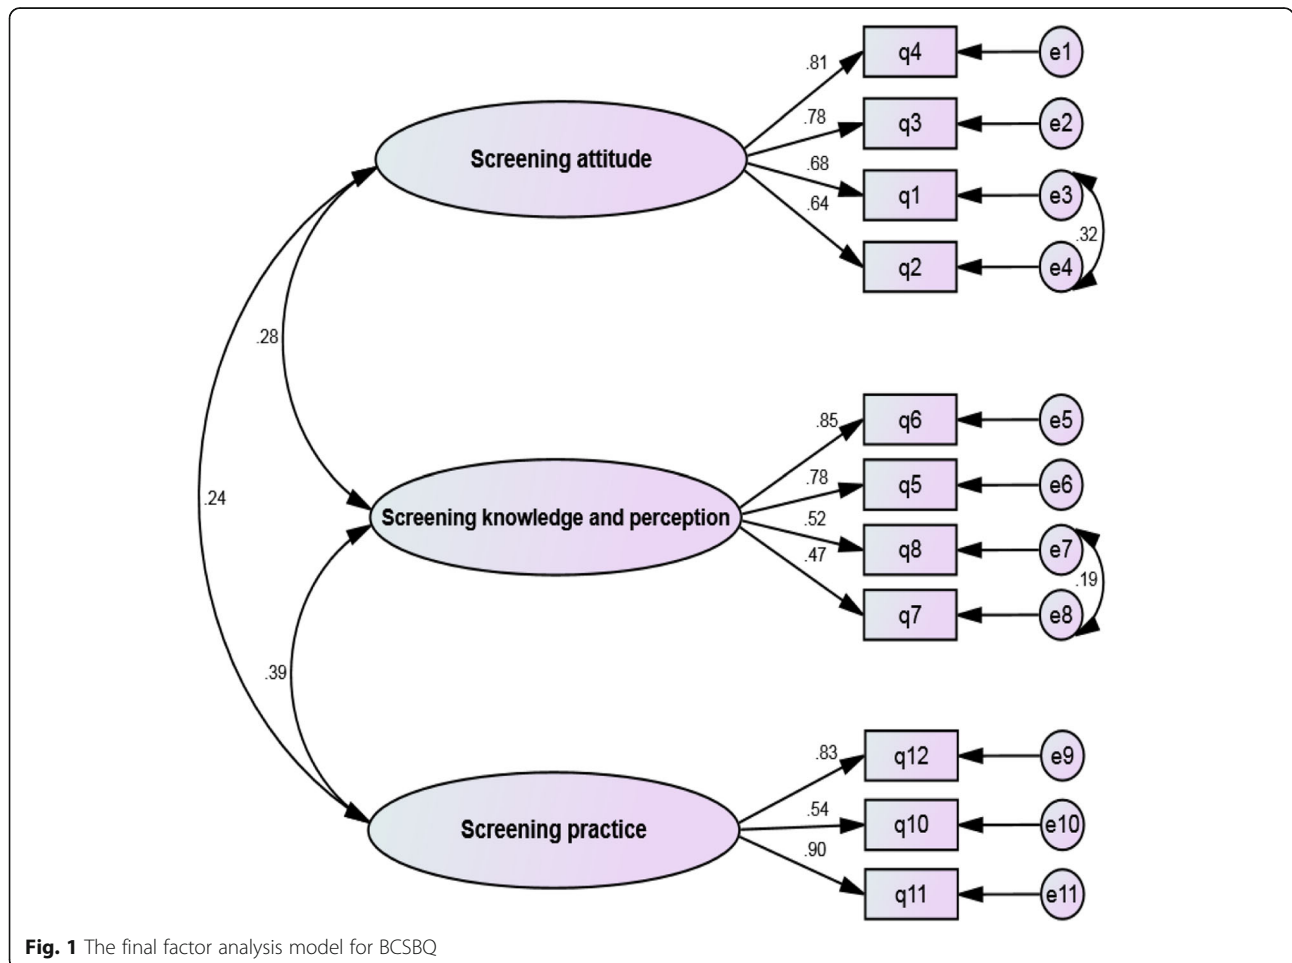 .81
q4
e1
.78
q3
e2
Screening attitude
.68
q1
e3
.64
.32
q2
e4
.28
.85
q6
e5
.78
q5
e6
.24
Screening knowledge and perception
.52
q8
e7
.47
.19
q7
e8
.39
.83
q12
e9
.54
q10
e10
Screening practice
.90
q11
e11
Fig. 1 The final factor analysis model for BCSBQ